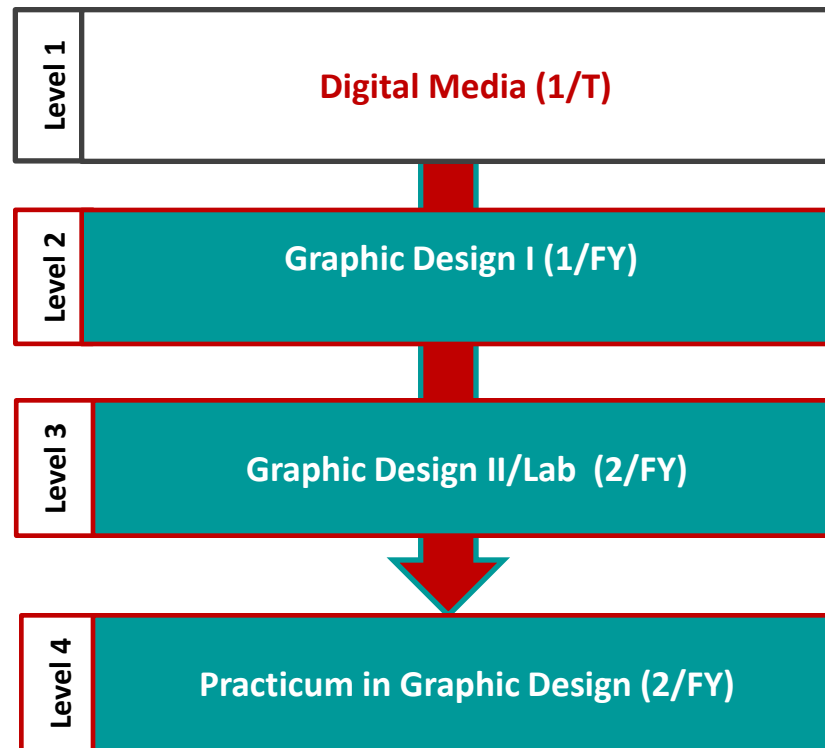 Level 1
Digital Media (1/T)
Level 2
Graphic Design I (1/FY)
Level 3
Graphic Design II/Lab  (2/FY)
Level 4
Practicum in Graphic Design (2/FY)